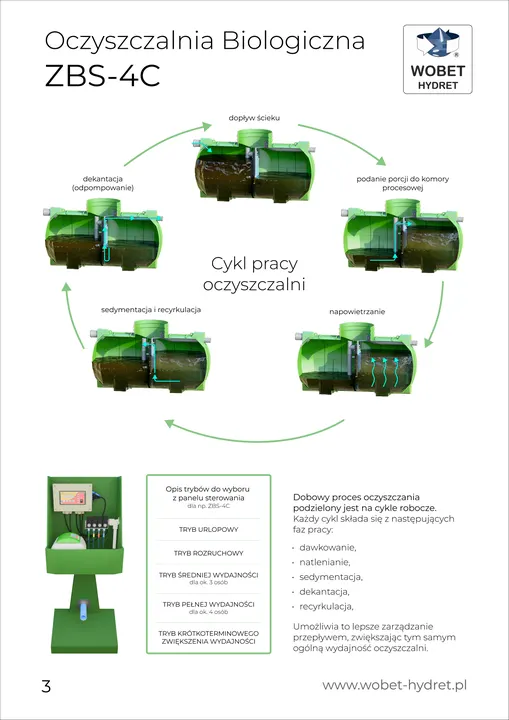 Oczyszczalnia Biologiczna
ZBS-4C
WOBET
HYDRET
®
dopływ ścieku
dekantacja
(odpompowanie)
podanie porcji do komory
procesowej
Cykl pracy
oczyszczalni
sedymentacja i recyrkulacja
napowietrzanie
Opis trybów do wyboru
z panelu sterowania
dla np. ZBS-4C
TRYB URLOPOWY
TRYB ROZRUCHOWY
TRYB ŚREDNIEJ WYDAJNOŚCI
dla ok. 3 osób
TRYB PEŁNEJ WYDAJNOŚCI
dla ok. 4 osób
TRYB KRÓTKOTERMINOWEGO
ZWIĘKSZENIA WYDAJNOŚCI
Dobowy proces oczyszczania
podzielony jest na cykle robocze.
Każdy cykl składa się z następujących
faz pracy:
• dawkowanie,
• natlenianie,
• sedymentacja,
• dekantacja,
• recyrkulacja,
Umożliwia to lepsze zarządzanie
przepływem, zwiększając tym samym
ogólną wydajność oczyszczalni.
3
www.wobet-hydret.pl